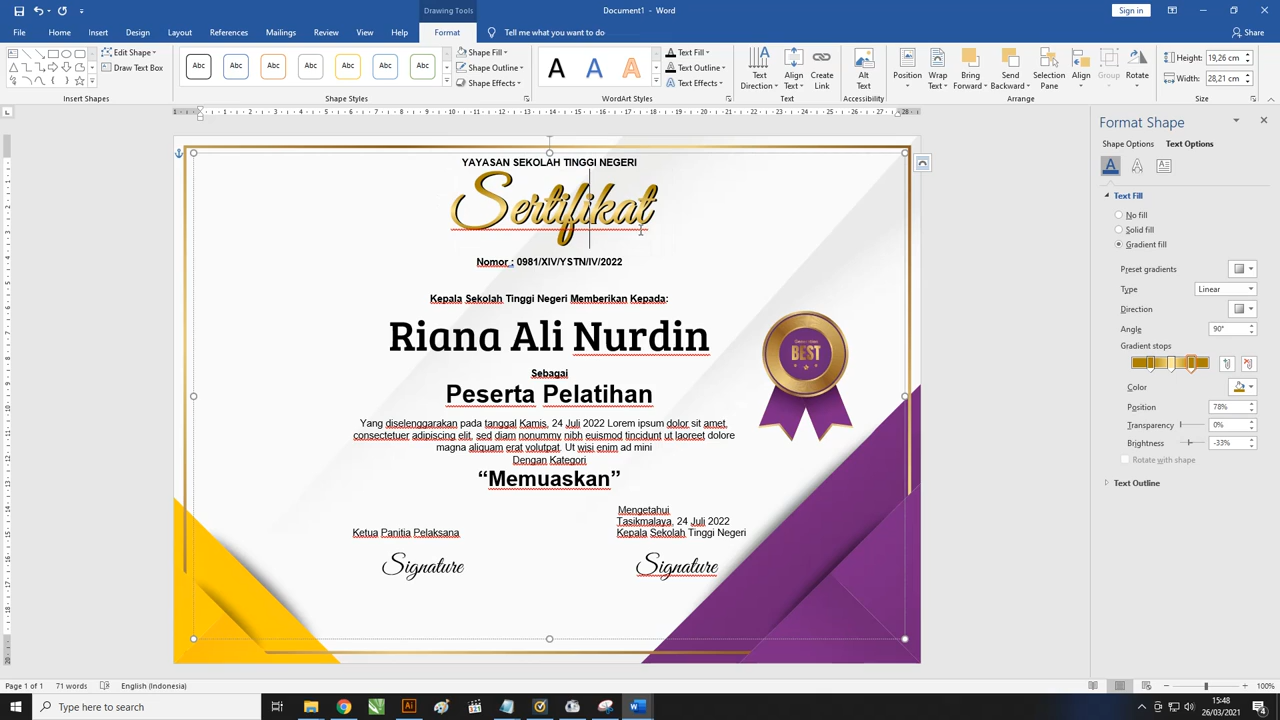 Drawing Tools
Document1 - Word
Sign in
File
Home
Insert
Draw
Design
Layout
References
Mailings
Review
View
Help
Format
Tell me what you want to do
Share
Edit Shape
Draw Text Box
Insert Shapes
Abc Abc Abc Abc Abc Abc Abc
Shape Fill
Shape Outline
Shape Effects
Shape Styles
A A A
Text Fill
Text Outline
Text Effects
WordArt Styles
Text Direction
Align Text
Create Link
Text
Alt Text
Accessibility
Position
Wrap Text
Bring Forward
Send Backward
Selection Pane
Align
Group
Rotate
Arrange
Height: 19,26 cm
Width: 28,21 cm
Size
YAYASAN SEKOLAH TINGGI NEGERI
Sertifikat
Nomor : 0981/XIV/YSTN/IV/2022
Kepala Sekolah Tinggi Negeri Memberikan Kepada:
Riana Ali Nurdin
Sebagai
Peserta Pelatihan
Yang diselenggarakan pada tanggal Kamis, 24 Juli 2022 Lorem ipsum dolor sit amet,
consectetuer adipiscing elit, sed diam nonummy nibh euismod tincidunt ut laoreet dolore
magna aliquam erat volutpat. Ut wisi enim ad mini
Dengan Kategori
“Memuaskan”
Mengetahui
Tasikmalaya, 24 Juli 2022
Ketua Panitia Pelaksana
Kepala Sekolah Tinggi Negeri
Signature
Signature
BEST
Format Shape
Shape Options
Text Options
Text Fill
No fill
Solid fill
Gradient fill
Preset gradients
Type Linear
Direction
Angle 90°
Gradient stops
Color
Position 78%
Transparency 0%
Brightness -33%
Rotate with shape
Text Outline
Page 1 of 1
71 words
English (Indonesia)
100%
Type here to search
15:48
26/03/2021